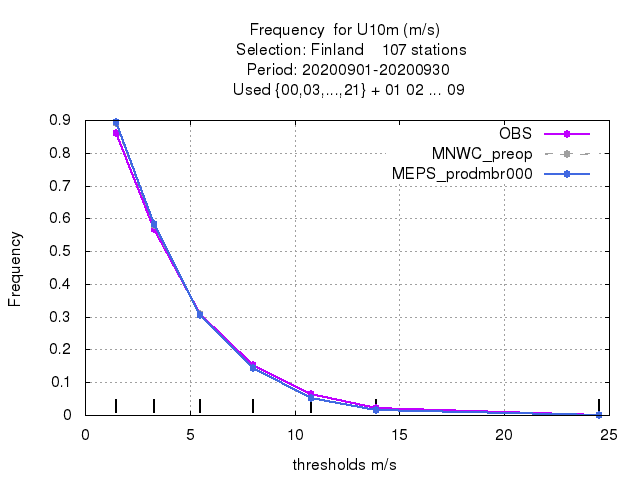 Frequency  for U10m (m/s)
Selection: Finland    107 stations
Period: 20200901-20200930
Used {00,03,...,21} + 01 02 ... 09
OBS
MNWC_preop
MEPS_prodmbr000
Frequency
0.9
0.8
0.7
0.6
0.5
0.4
0.3
0.2
0.1
0
0 5 10 15 20 25
thresholds m/s